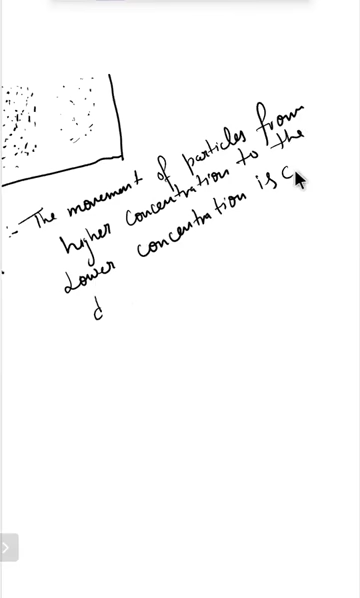 :- The movement of particles from
higher concentration to the
Lower concentration is c
d